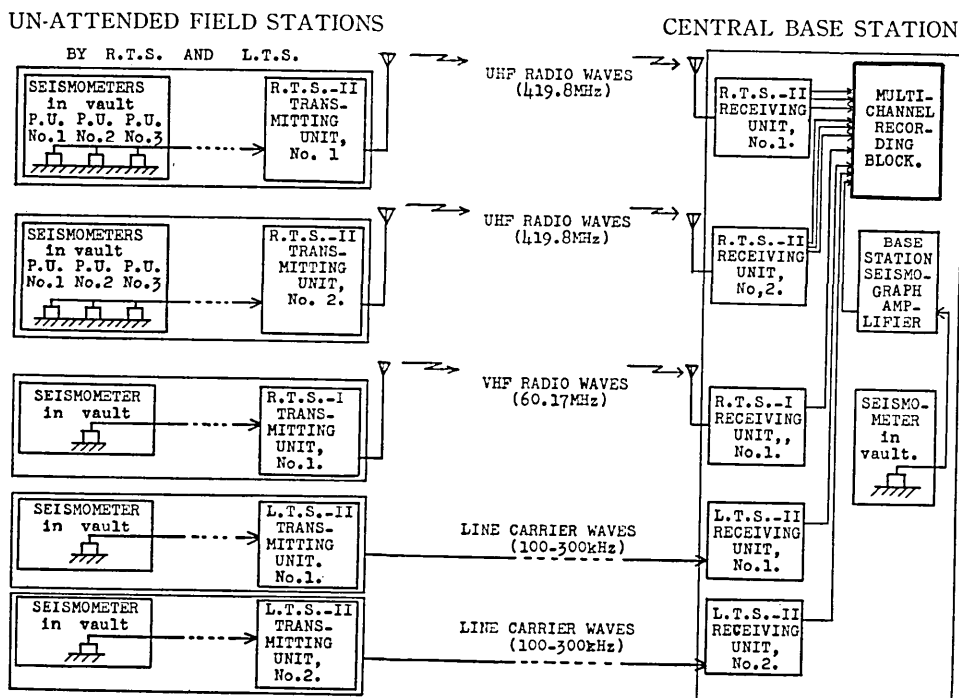 UN-ATTENDED FIELD STATIONS
BY R.T.S. AND L.T.S.
SEISMOMETERS
in vault
P.U. P.U. P.U.
No.1 No.2 No.3
R.T.S.-II
TRANS-
MITTING
UNIT,
No. 1
UHF RADIO WAVES
(419.8MHz)
SEISMOMETERS
in vault
P.U. P.U. P.U.
No.1 No.2 No.3
R.T.S.-II
TRANS-
MITTING
UNIT,
No. 2.
UHF RADIO WAVES
(419.8MHz)
SEISMOMETER
in vault
R.T.S.-I
TRANS-
MITTING
UNIT,
No.1.
VHF RADIO WAVES
(60.17MHz)
SEISMOMETER
in vault
L.T.S.-II
TRANS-
MITTING
UNIT.
No.1.
LINE CARRIER WAVES
(100-300kHz)
SEISMOMETER
in vault
L.T.S.-II
TRANS-
MITTING
UNIT,
No.2.
LINE CARRIER WAVES
(100-300kHz)
CENTRAL BASE STATION
R.T.S.-II
RECEIVING
UNIT,
No.1.
MULTI-
CHANNEL
RECOR-
DING
BLOCK.
R.T.S.-II
RECEIVING
UNIT,
No,2.
BASE
STATION
SEISMO-
GRAPH
AMP-
LIFIER
R.T.S.-I
RECEIVING
UNIT,,
No.1.
SEISMO-
METER
in
vault.
L.T.S.-II
RECEIVING
UNIT,
No.1.
L.T.S.-II
RECEIVING
UNIT,
No.2.